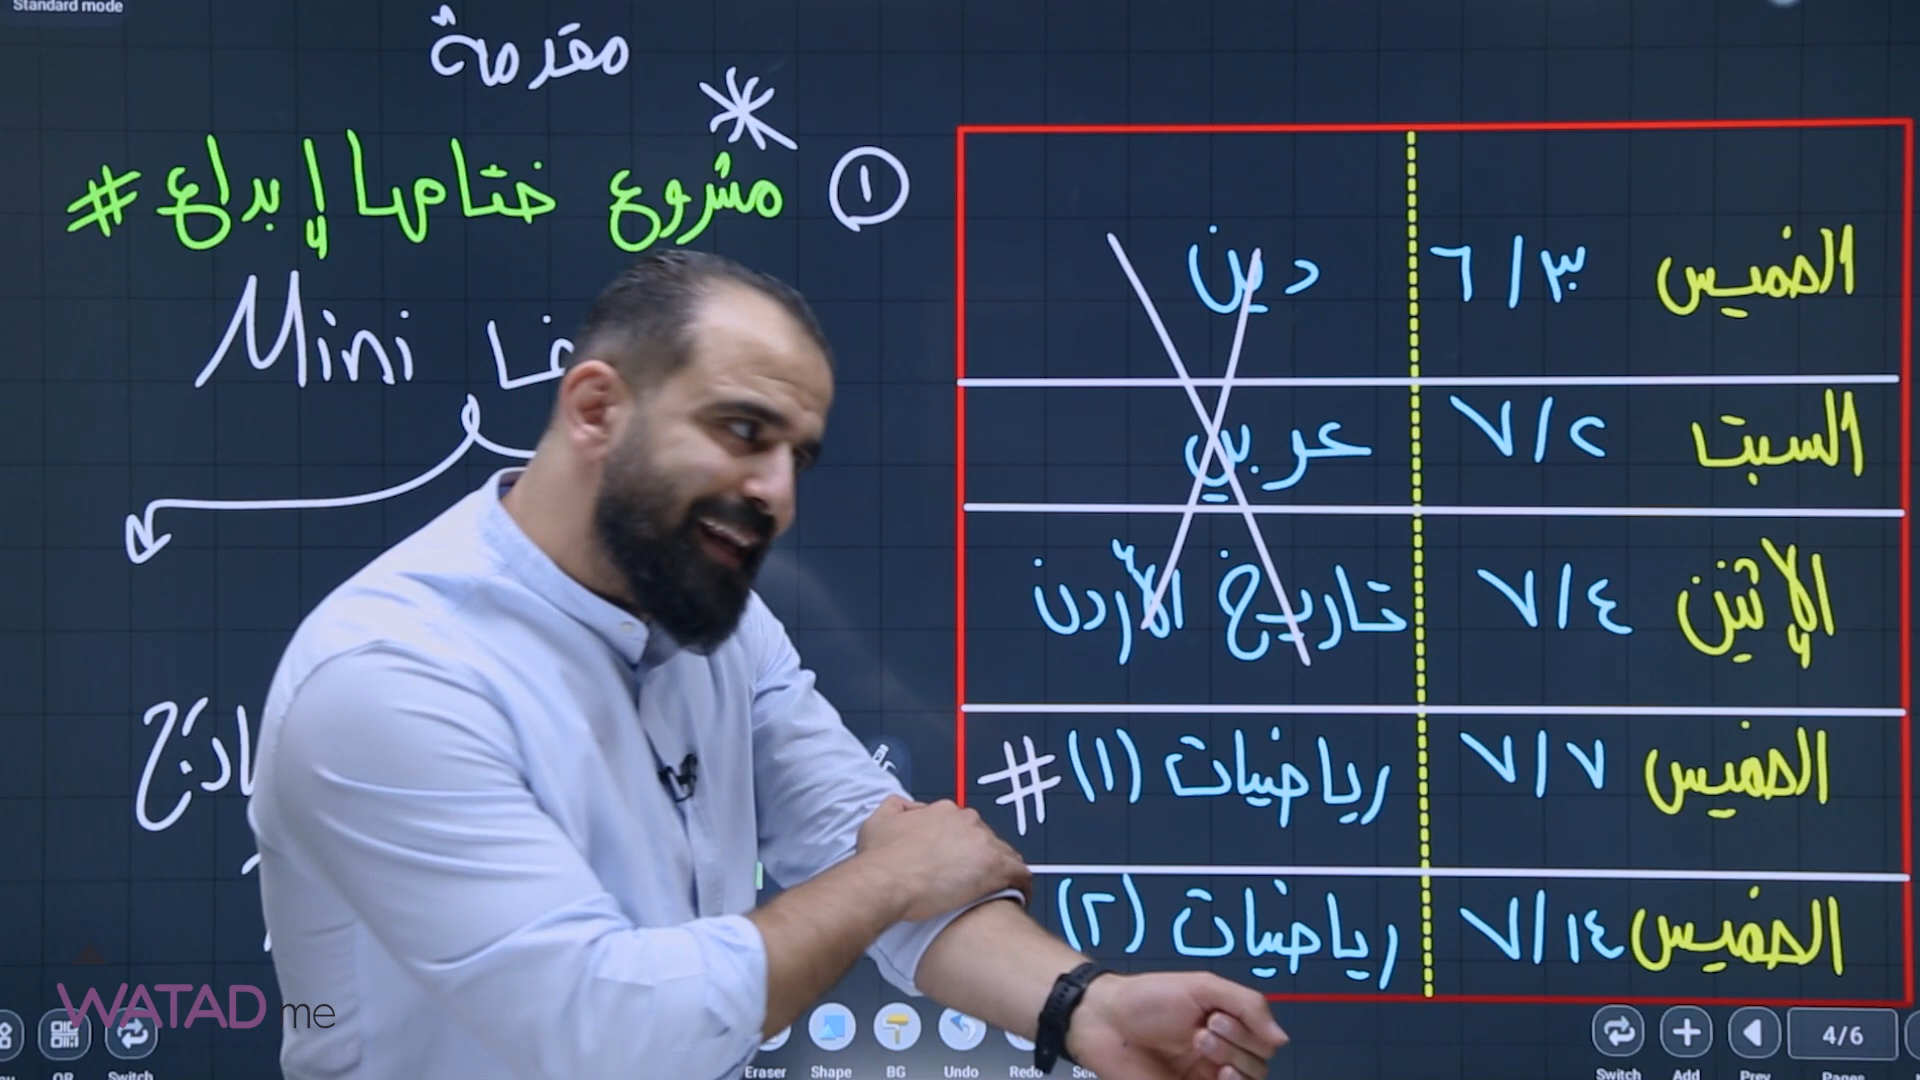 Standard mode
مقدمة
١ مشروع ختامها إبداع #
Mini
الخميس ٦/٣٠ دين
السبت ٧/٢ عربي
الإثنين ٧/٤ تاريخ الأردن
الخميس ٧/٧ رياضيات (١) #
الخميس ٧/١٤ رياضيات (٢)
WATAD me
QR Switch Eraser Shape BG Undo Redo
4/6
Switch Add Prev Pages